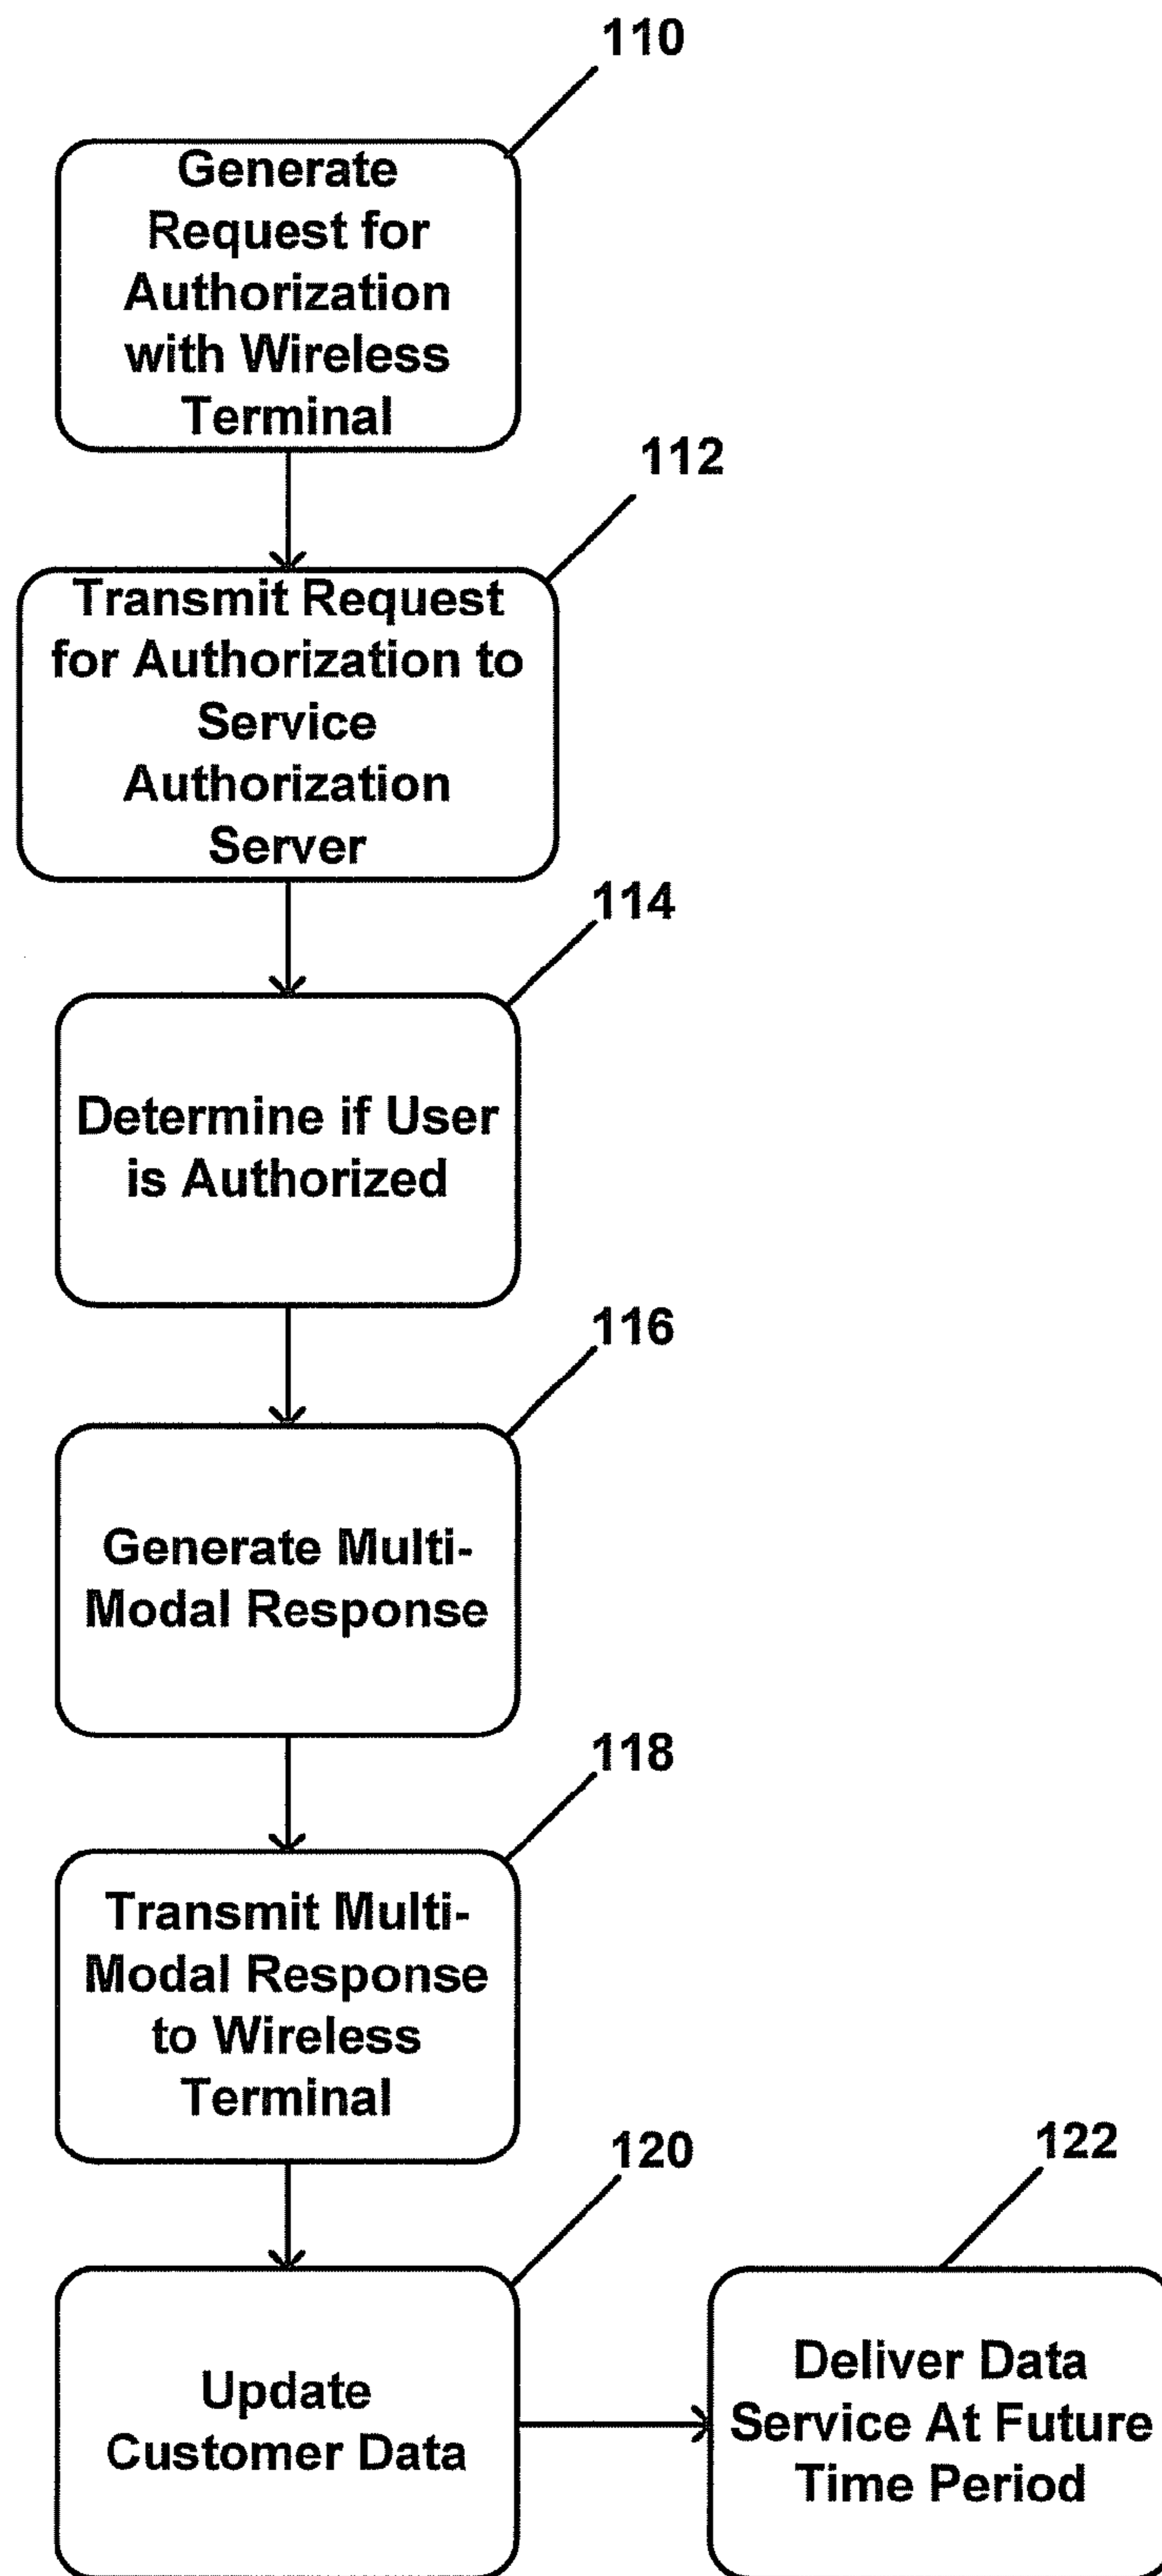 110
Generate
Request for
Authorization
with Wireless
Terminal
112
Transmit Request
for Authorization to
Service
Authorization
Server
114
Determine if User
is Authorized
116
Generate Multi-
Modal Response
118
Transmit Multi-
Modal Response
to Wireless
Terminal
120
Update
Customer Data
122
Deliver Data
Service At Future
Time Period